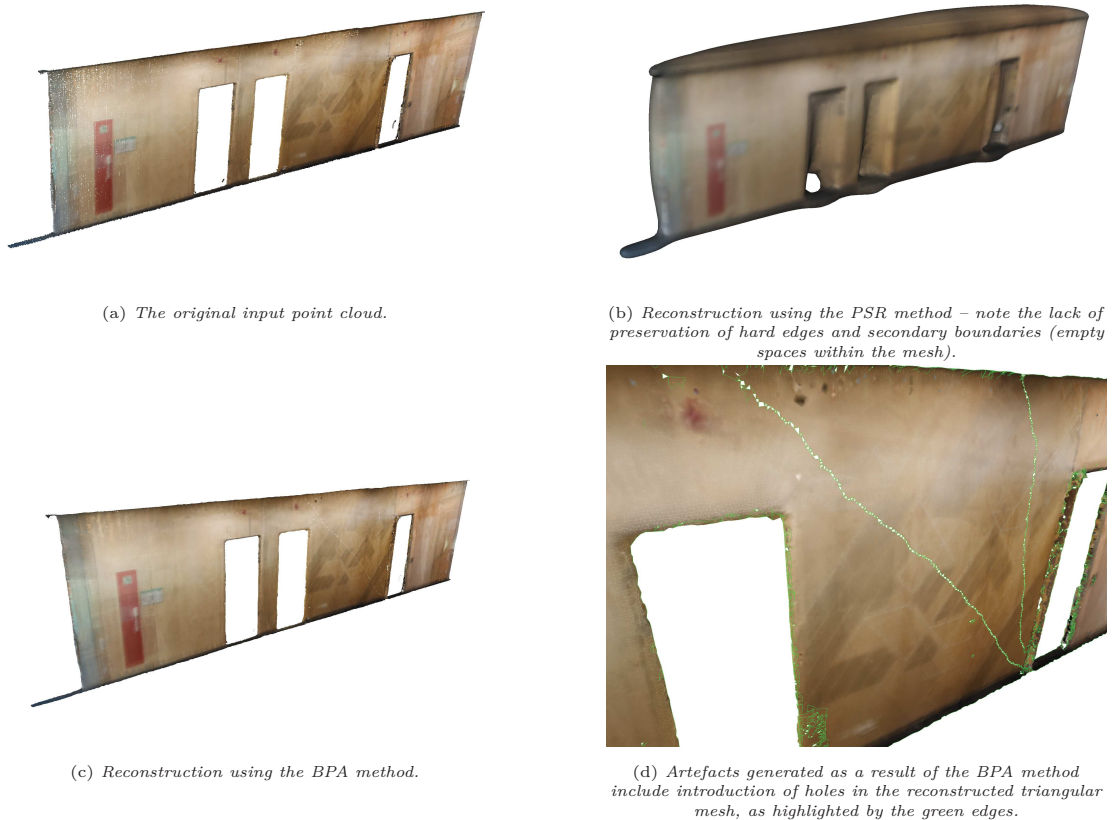 (a) The original input point cloud.
(b) Reconstruction using the PSR method – note the lack of
preservation of hard edges and secondary boundaries (empty
spaces within the mesh).
(c) Reconstruction using the BPA method.
(d) Artefacts generated as a result of the BPA method
include introduction of holes in the reconstructed triangular
mesh, as highlighted by the green edges.